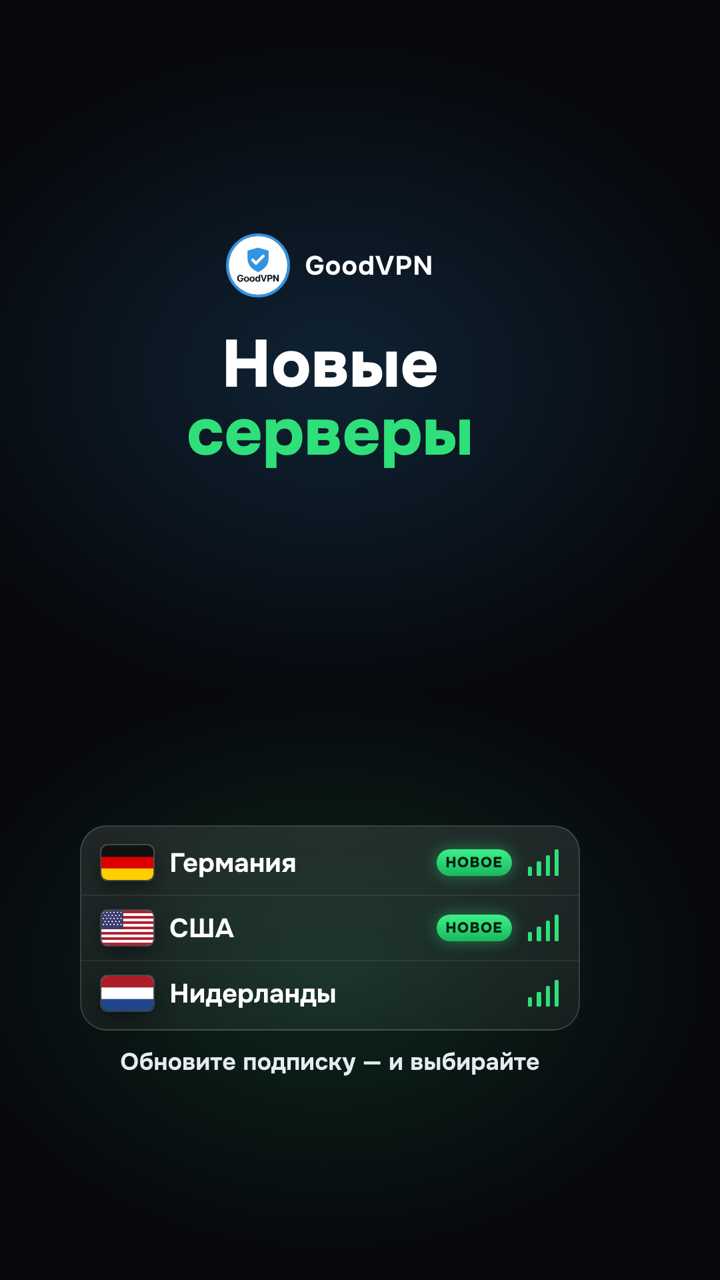 GoodVPN
GoodVPN
Новые
серверы
Германия НОВОЕ
США НОВОЕ
Нидерланды
Обновите подписку — и выбирайте